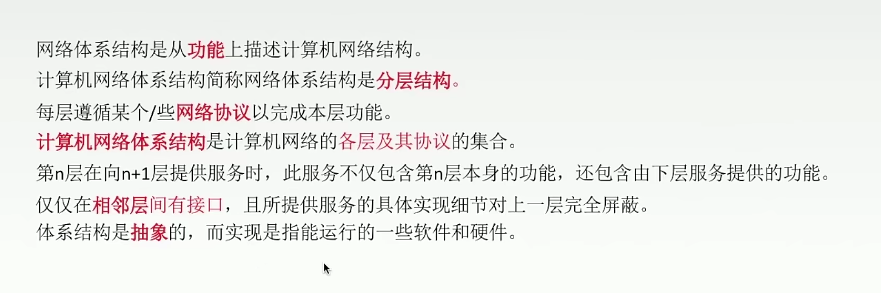 网络体系结构是从功能上描述计算机网络结构。
计算机网络体系结构简称网络体系结构是分层结构。
每层遵循某个/些网络协议以完成本层功能。
计算机网络体系结构是计算机网络的各层及其协议的集合。
第n层在向n+1层提供服务时，此服务不仅包含第n层本身的功能，还包含由下层服务提供的功能。
仅仅在相邻层间有接口，且所提供服务的具体实现细节对上一层完全屏蔽。
体系结构是抽象的，而实现是指能运行的一些软件和硬件。